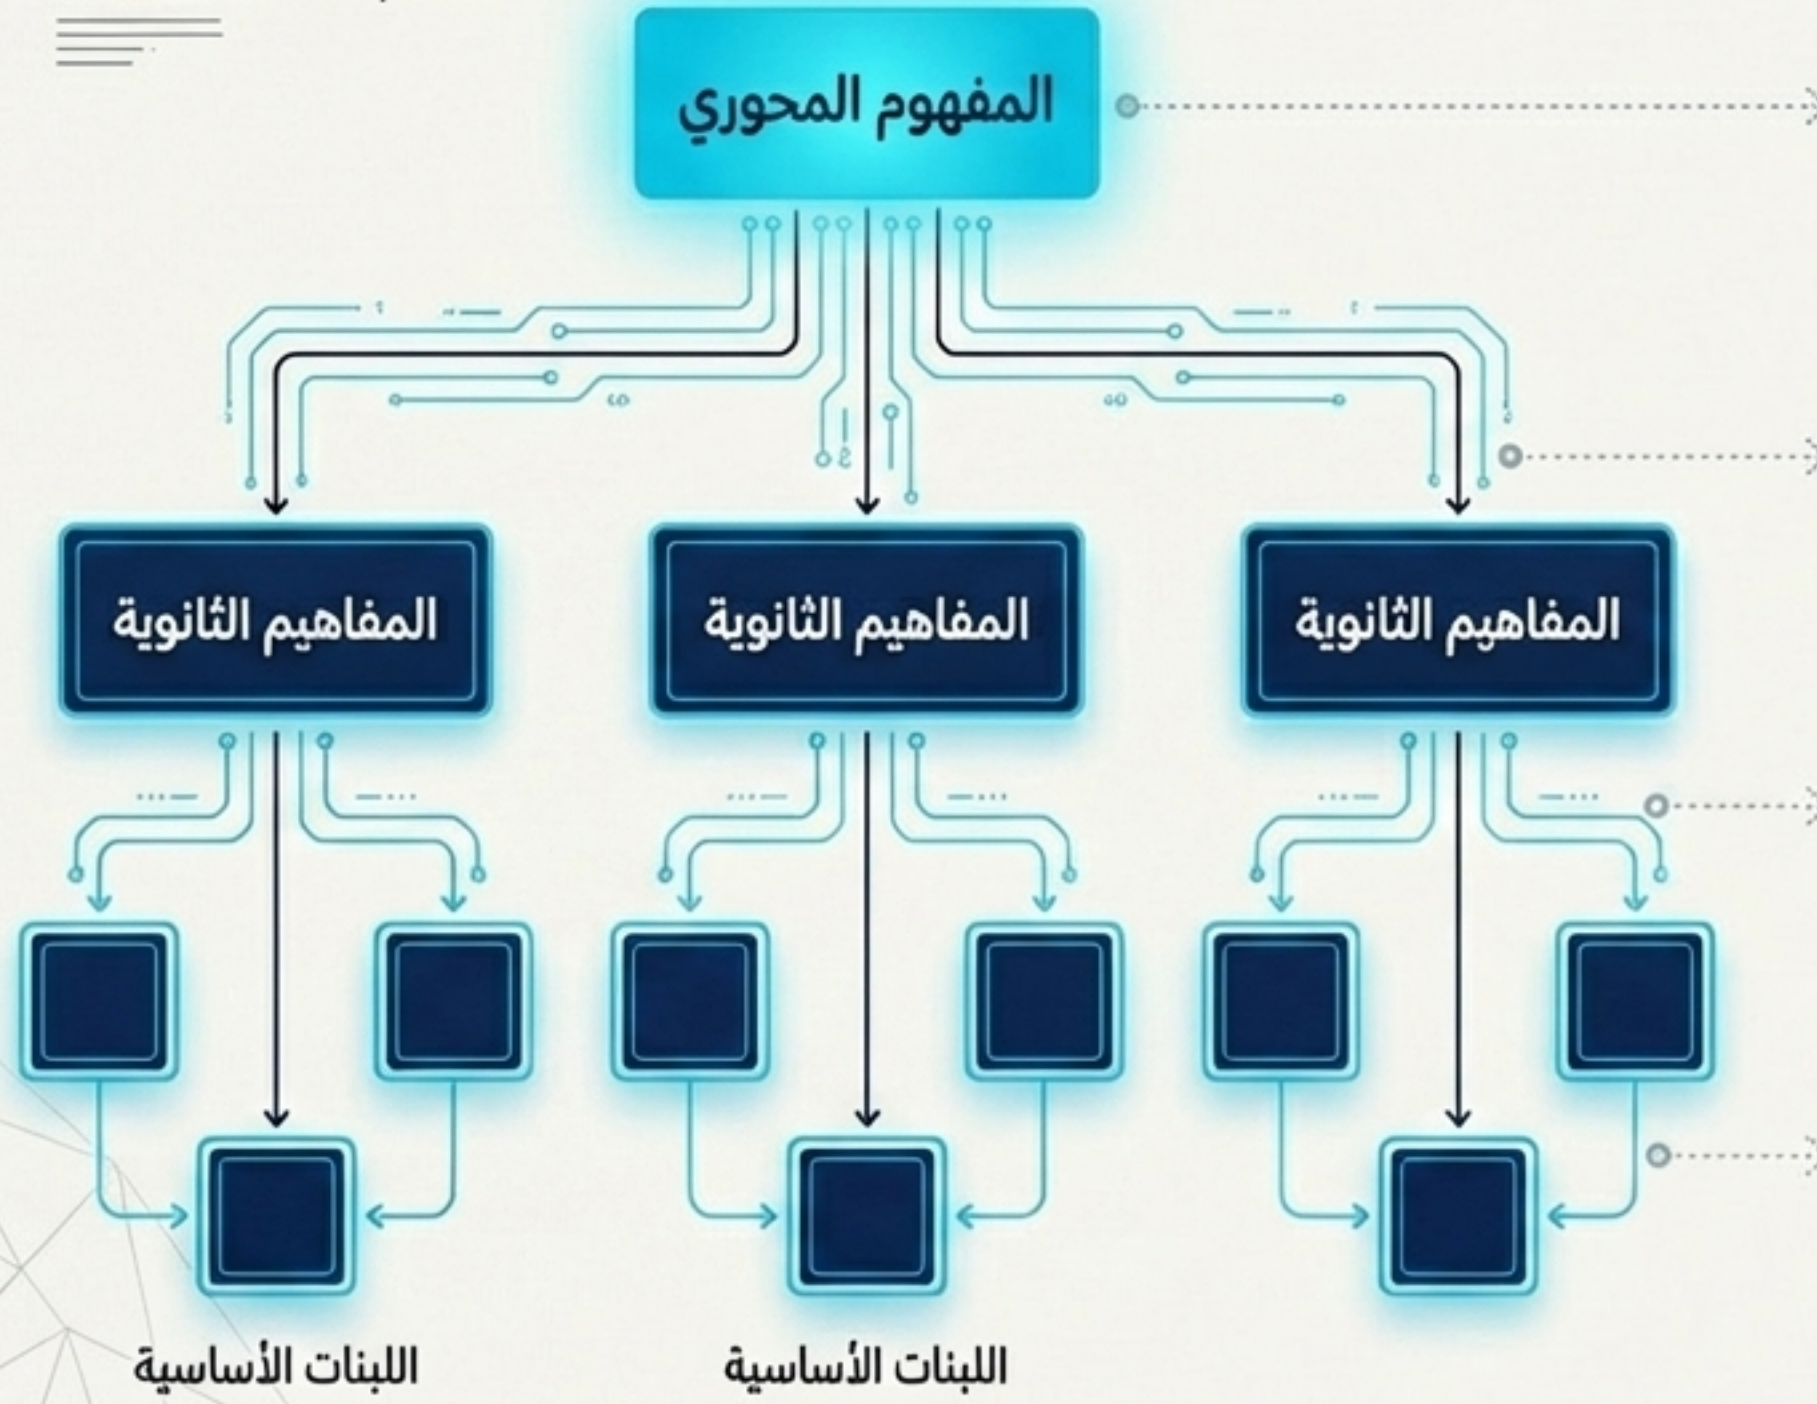 المفهوم المحوري
المفاهيم الثانوية
المفاهيم الثانوية
المفاهيم الثانوية
اللبنات الأساسية
اللبنات الأساسية